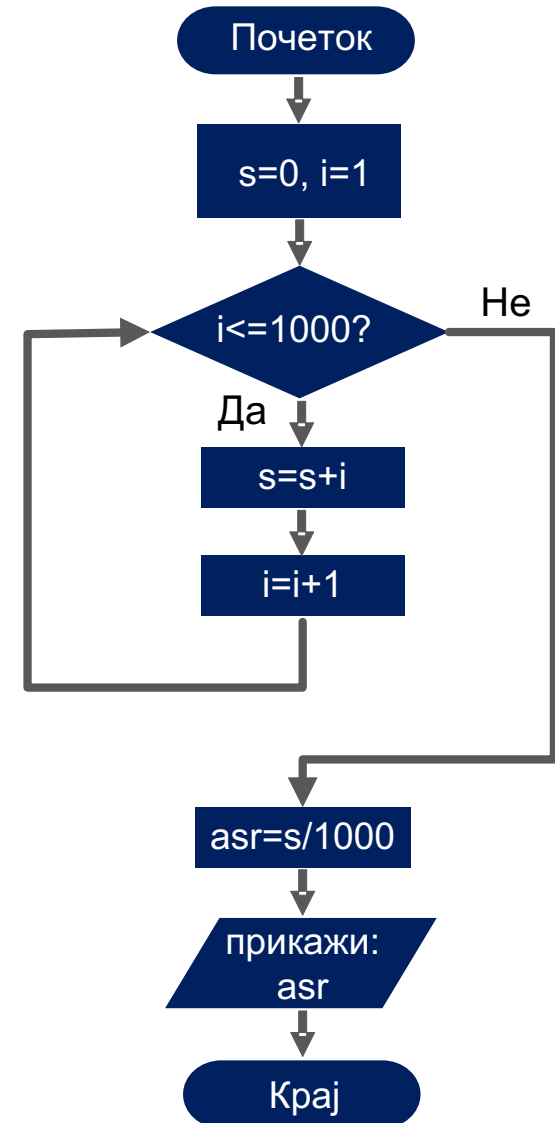 Почеток
s=0, i=1
i<=1000?
Не
Да
s=s+i
i=i+1
asr=s/1000
прикажи:
asr
Крај